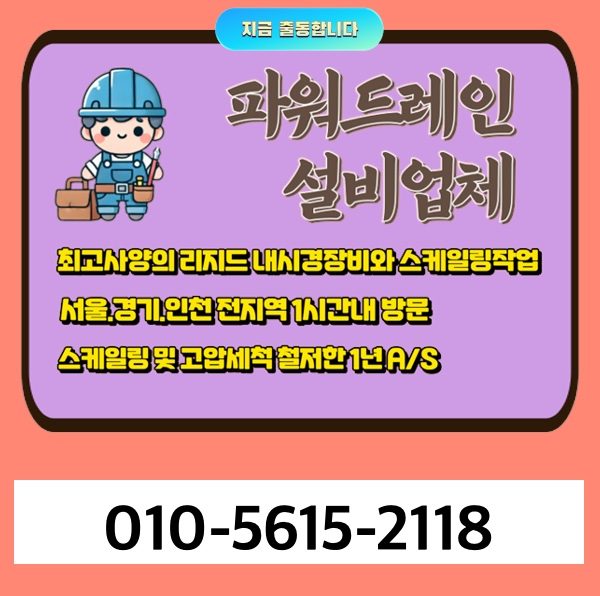 지금 출동합니다
파워드레인
설비업체
최고사양의 리지드 내시경장비와 스케일링작업
서울.경기.인천 전지역 1시간내 방문
스케일링 및 고압세척 철저한 1년 A/S
010-5615-2118